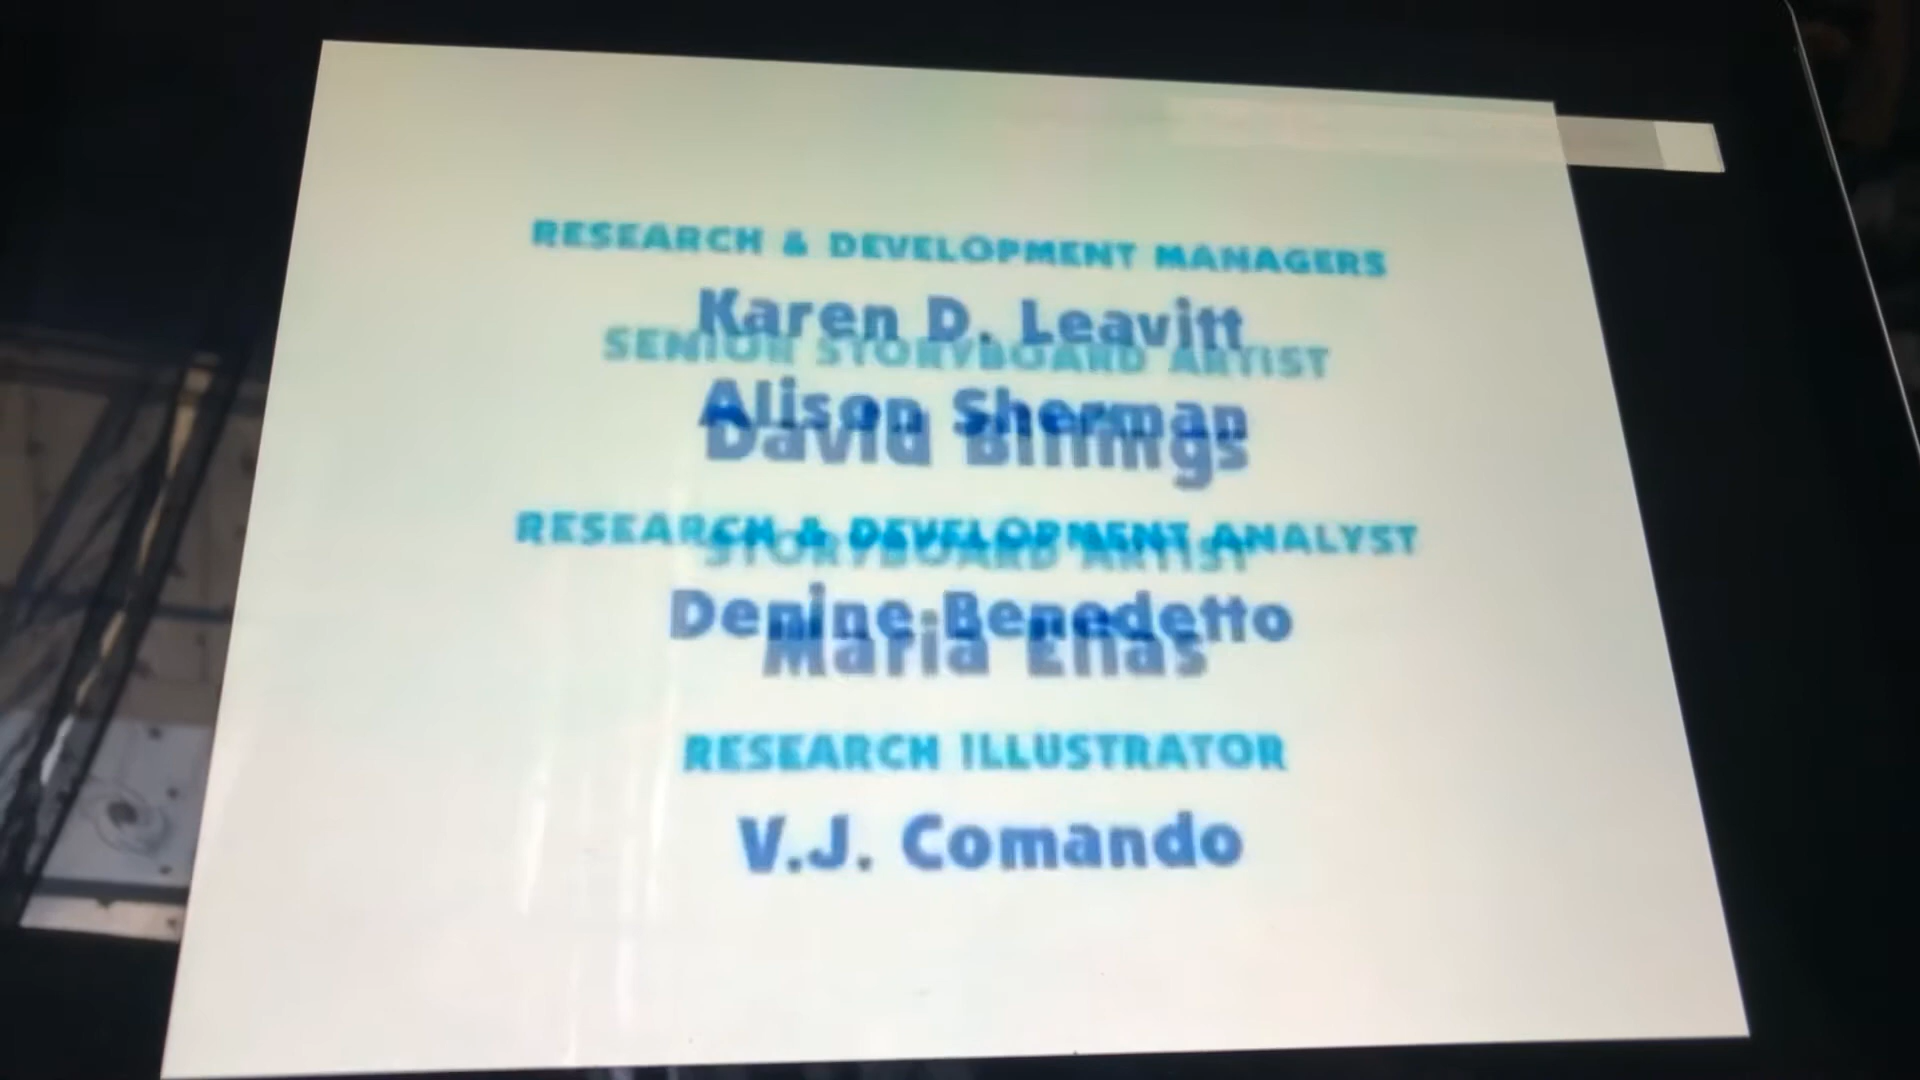 RESEARCH & DEVELOPMENT MANAGERS
Karen D. Leavitt
SENIOR STORYBOARD ARTIST
Alison Sherman
David Billings
RESEARCH & DEVELOPMENT ANALYST
STORYBOARD ARTIST
Denine Benedetto
Maria Elias
RESEARCH ILLUSTRATOR
V.J. Comando